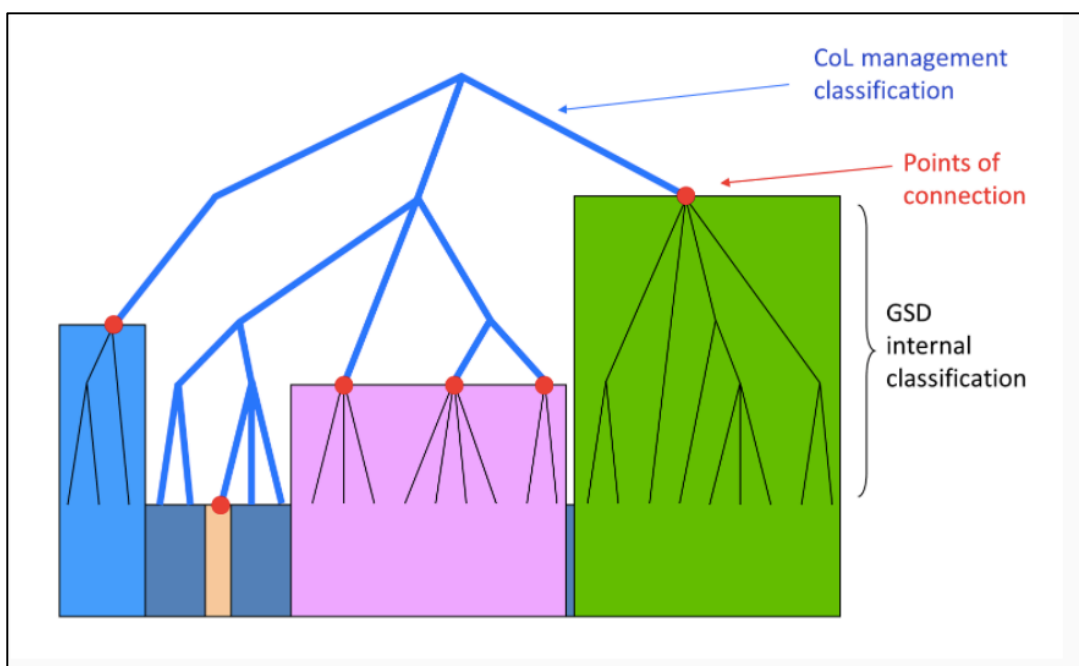 CoL management
classification
Points of
connection
GSD
internal
classification